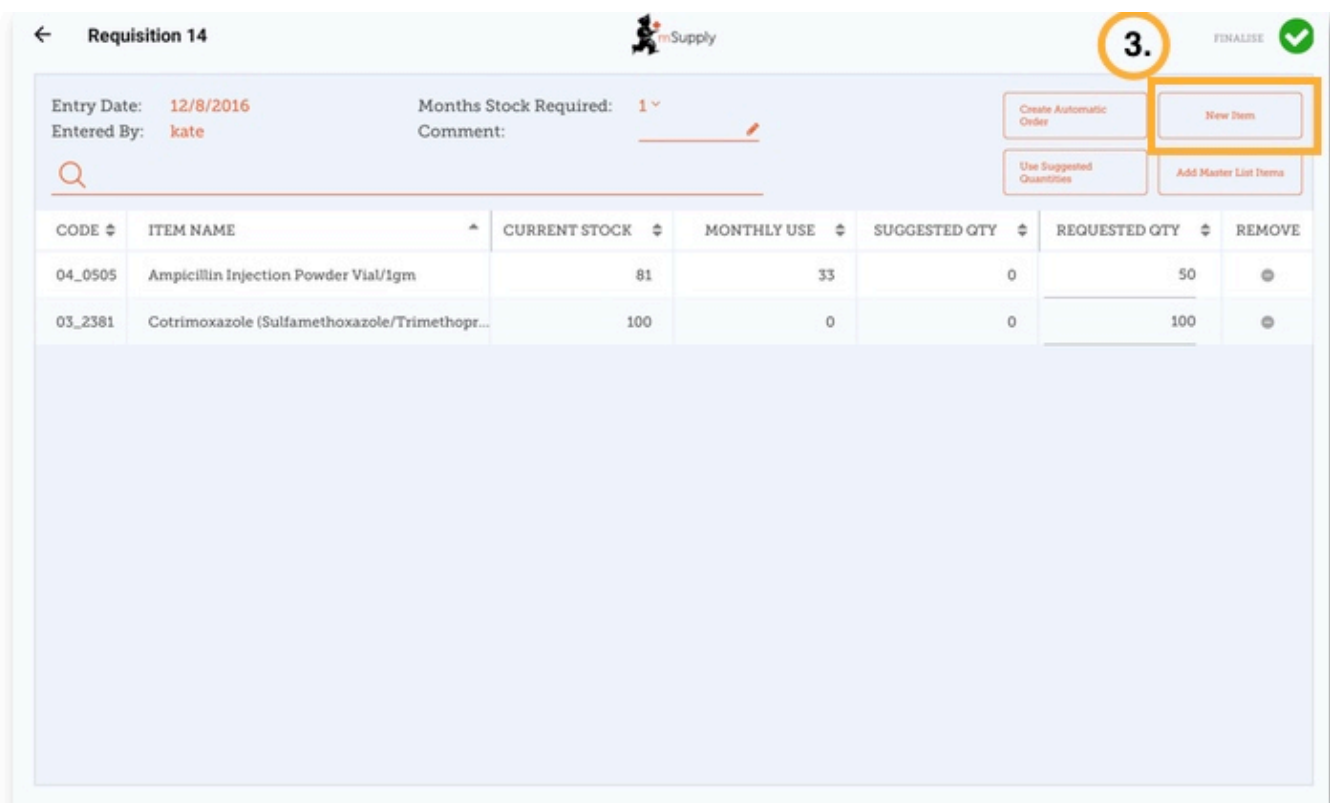 Requisition 14
mSupply
3.
FINALISE
Entry Date: 12/8/2016
Months Stock Required: 1
Entered By: kate
Comment:
Create Automatic
Order
New Item
Use Suggested
Quantities
Add Master List Items
CODE ITEM NAME CURRENT STOCK MONTHLY USE SUGGESTED QTY REQUESTED QTY REMOVE
04_0505 Ampicillin Injection Powder Vial/1gm 81 33 0 50
03_2381 Cotrimoxazole (Sulfamethoxazole/Trimethopr... 100 0 0 100